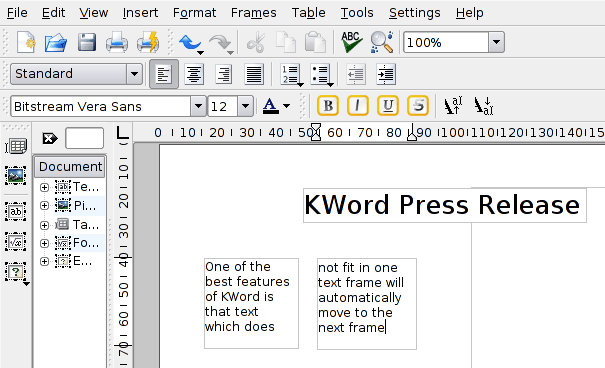 File Edit View Insert Format Frames Table Tools Settings Help
ABC 100%
Standard
Bitstream Vera Sans 12 A B I U S
0 10 20 30 40 50 60 70 80 90 100 110 120 130 140 15
Document
Te...
Pi...
Ta...
Fo...
E...
0
10
20
30
40
50
60
70
KWord Press Release
One of the
best features
of KWord is
that text
which does
not fit in one
text frame will
automatically
move to the
next frame